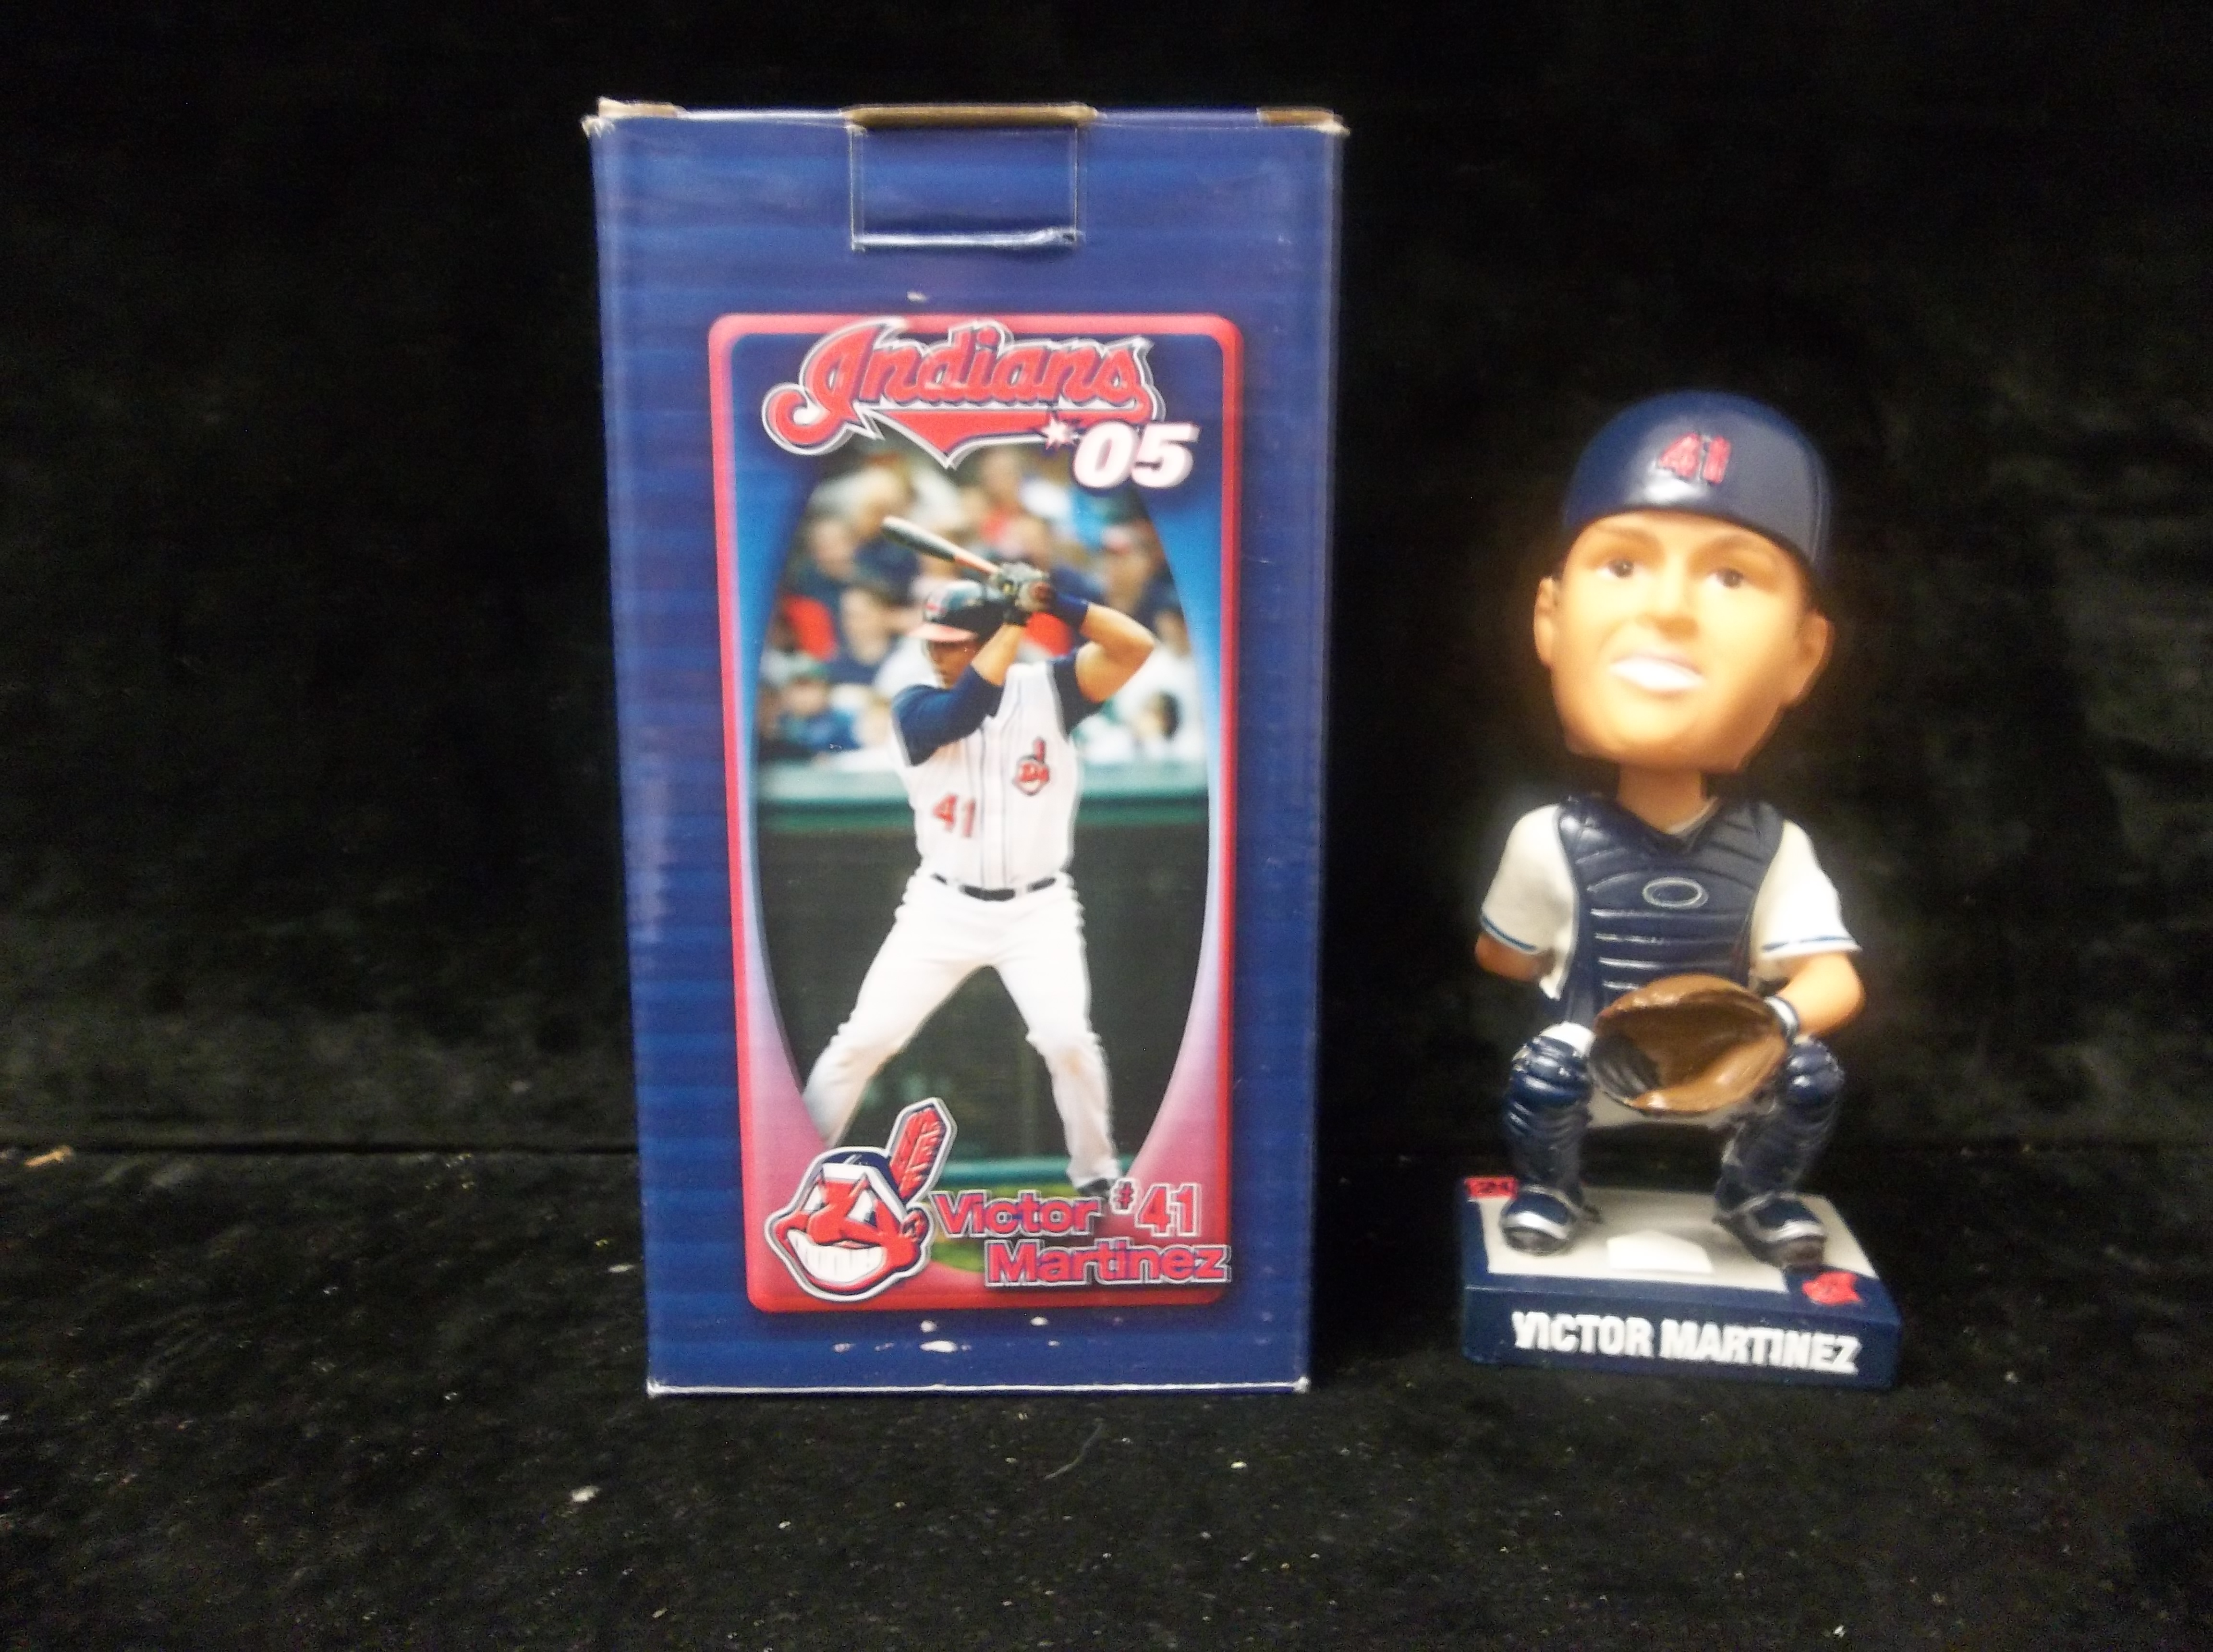 Indians
*05
41
Victor #41
Martinez
41
VICTOR MARTINEZ